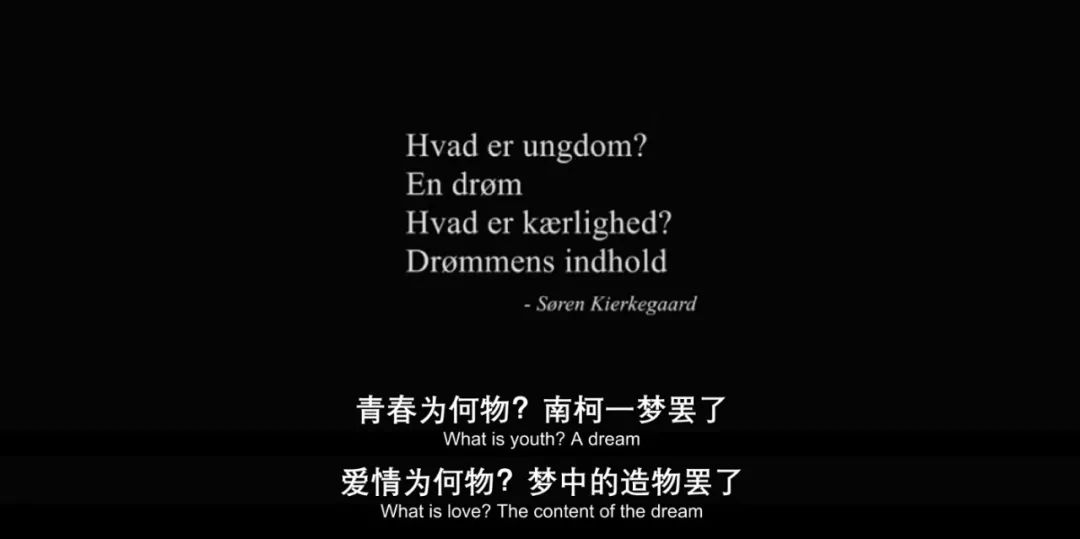 Hvad er ungdom?
En drøm
Hvad er kærlighed?
Drømmens indhold
- Søren Kierkegaard
青春为何物？南柯一梦罢了
What is youth? A dream
爱情为何物？梦中的造物罢了
What is love? The content of the dream